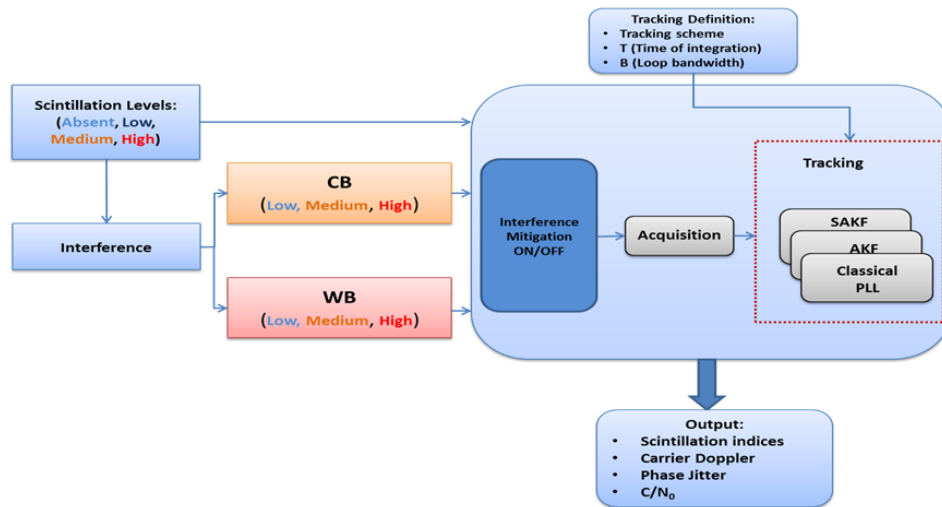 Tracking Definition:
• Tracking scheme
• T (Time of integration)
• B (Loop bandwidth)
Scintillation Levels:
(Absent, Low,
Medium, High)
Interference
CB
(Low, Medium, High)
WB
(Low, Medium, High)
Interference
Mitigation
ON/OFF
Acquisition
Tracking
SAKF
AKF
Classical
PLL
Output:
• Scintillation indices
• Carrier Doppler
• Phase Jitter
• C/N₀